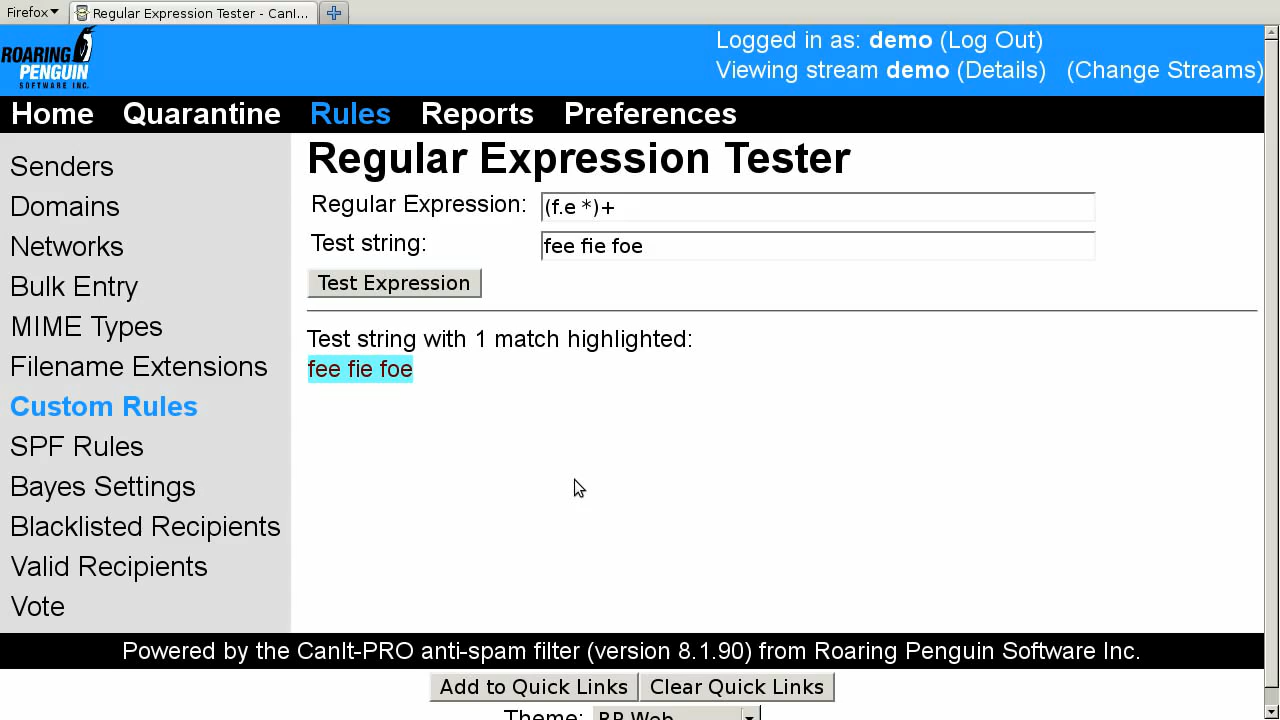 Firefox
Regular Expression Tester - CanI...
ROARING
PENGUIN
SOFTWARE INC.
Logged in as: demo (Log Out)
Viewing stream demo (Details) (Change Streams)
Home Quarantine Rules Reports Preferences
Senders
Domains
Networks
Bulk Entry
MIME Types
Filename Extensions
Custom Rules
SPF Rules
Bayes Settings
Blacklisted Recipients
Valid Recipients
Vote
Regular Expression Tester
Regular Expression: (f.e *)+
Test string: fee fie foe
Test Expression
Test string with 1 match highlighted:
fee fie foe
Powered by the CanIt-PRO anti-spam filter (version 8.1.90) from Roaring Penguin Software Inc.
Add to Quick Links Clear Quick Links
Theme: RP Web